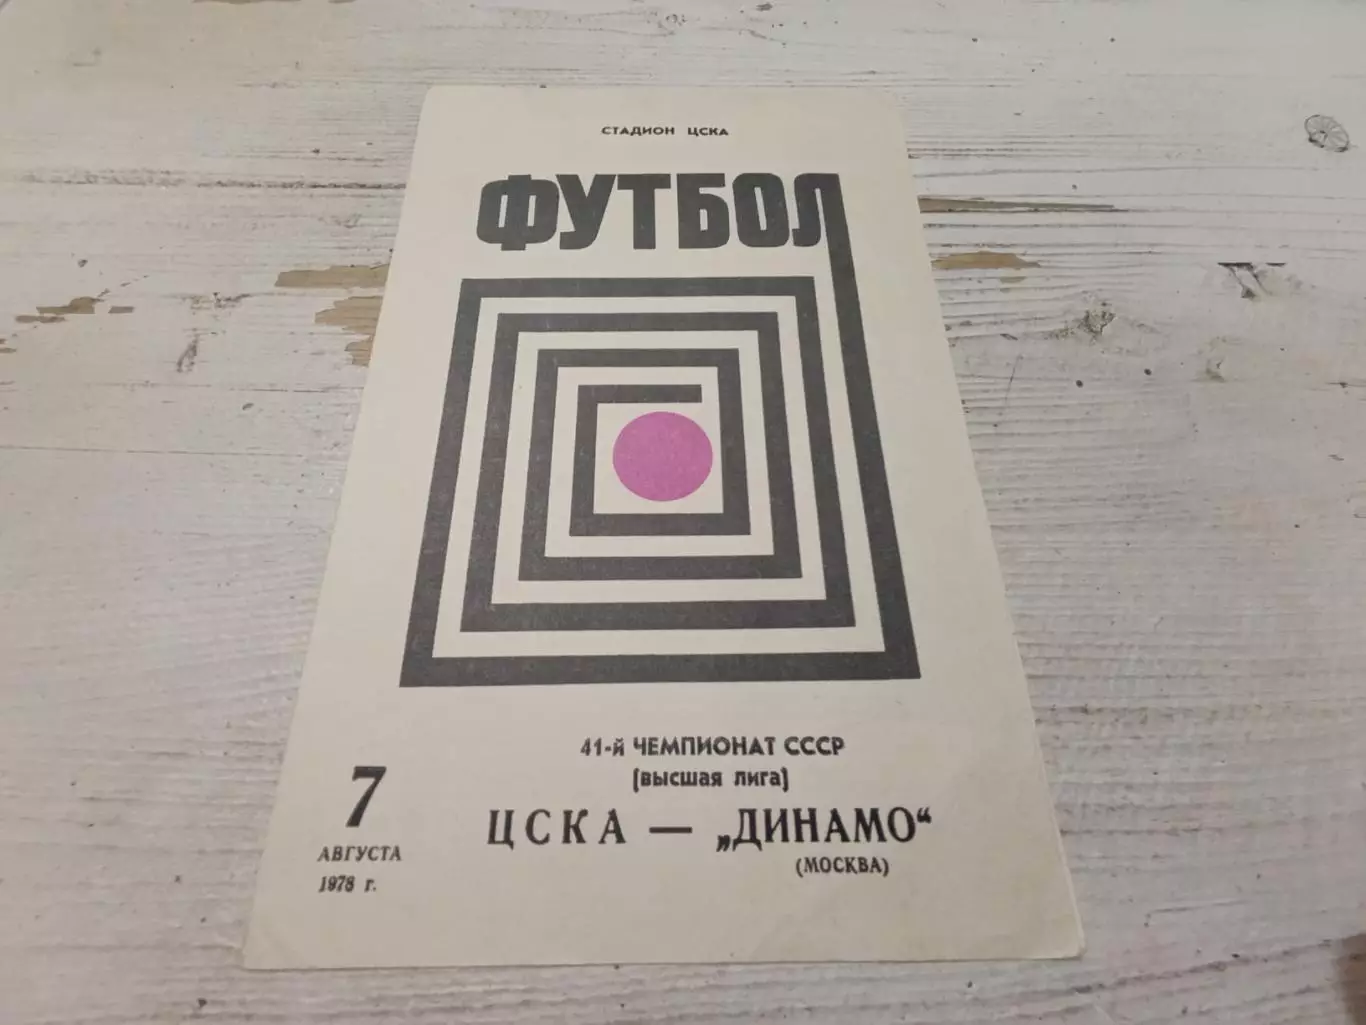 СТАДИОН ЦСКА
ФУТБОЛ
41-й ЧЕМПИОНАТ СССР
(высшая лига)
ЦСКА — „ДИНАМО“
(МОСКВА)
7
АВГУСТА
1978 г.